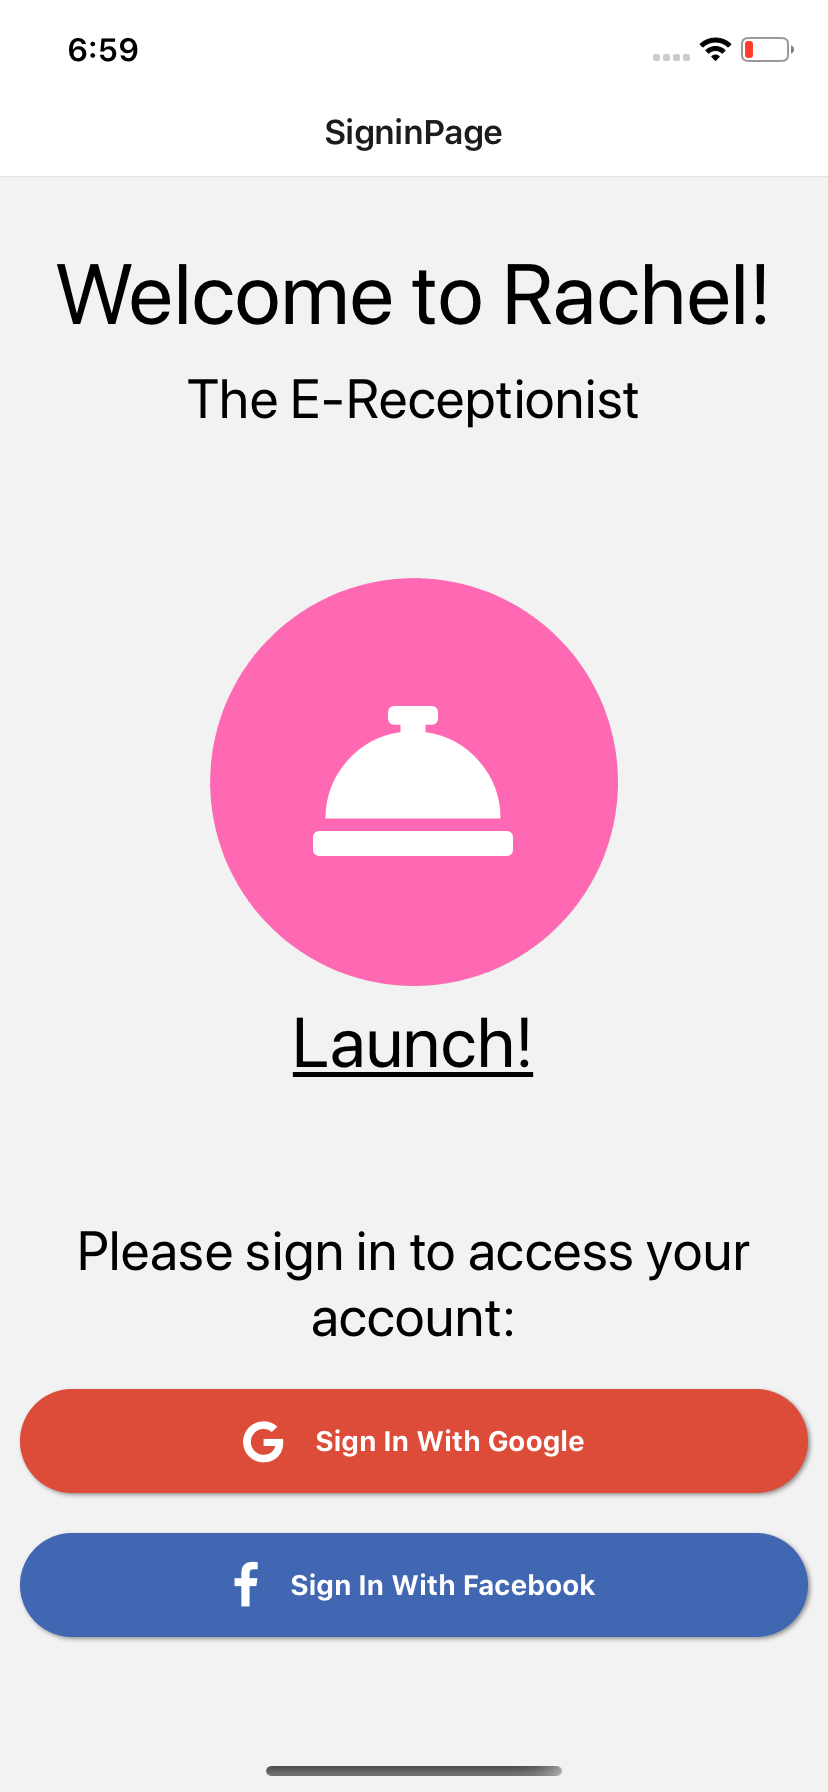 6:59
SigninPage
Welcome to Rachel!
The E-Receptionist
Launch!
Please sign in to access your
account:
Sign In With Google
Sign In With Facebook